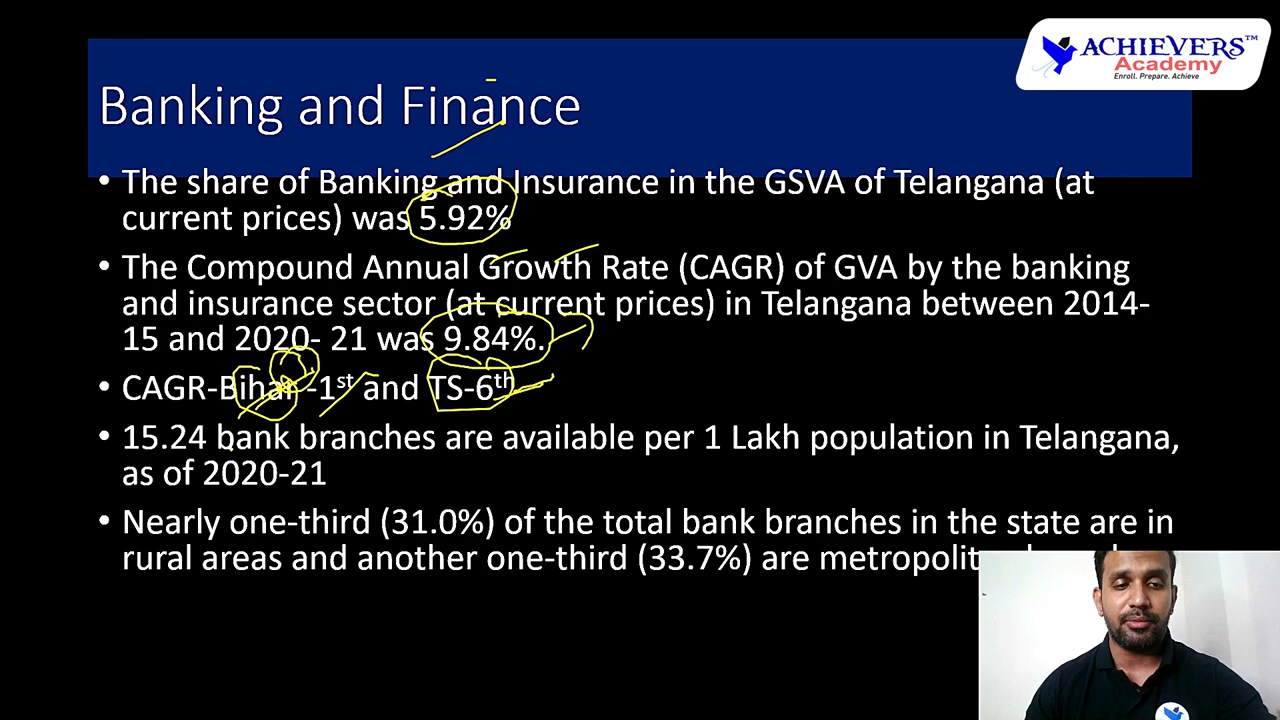 ACHIEVERS™
Academy
Enroll. Prepare. Achieve
Banking and Finance
• The share of Banking and Insurance in the GSVA of Telangana (at
current prices) was 5.92%
• The Compound Annual Growth Rate (CAGR) of GVA by the banking
and insurance sector (at current prices) in Telangana between 2014-
15 and 2020- 21 was 9.84%.
• CAGR-Bihar -1st and TS-6th
• 15.24 bank branches are available per 1 Lakh population in Telangana,
as of 2020-21
• Nearly one-third (31.0%) of the total bank branches in the state are in
rural areas and another one-third (33.7%) are